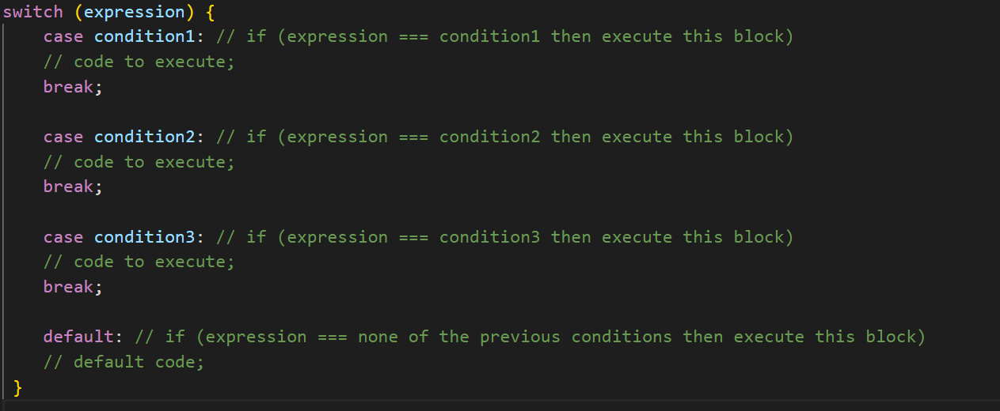 switch (expression) {
case condition1: // if (expression === condition1 then execute this block)
// code to execute;
break;
case condition2: // if (expression === condition2 then execute this block)
// code to execute;
break;
case condition3: // if (expression === condition3 then execute this block)
// code to execute;
break;
default: // if (expression === none of the previous conditions then execute this block)
// default code;
}